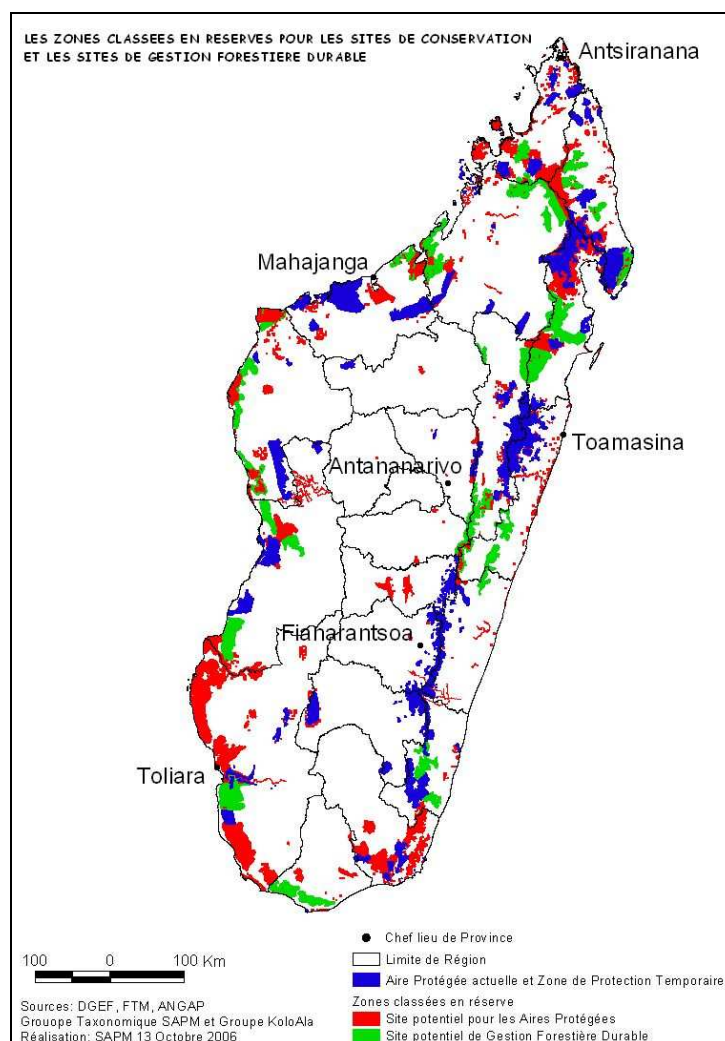 LES ZONES CLASSEES EN RESERVES POUR LES SITES DE CONSERVATION
ET LES SITES DE GESTION FORESTIERE DURABLE
Antsiranana
Mahajanga
Toamasina
Antananarivo
Fianarantsoa
Toliara
Chef lieu de Province
Limite de Région
Aire Protégée actuelle et Zone de Protection Temporaire
Zones classées en réserve
Site potentiel pour les Aires Protégées
Site potentiel de Gestion Forestière Durable
100 0 100 Km
Sources: DGEF, FTM, ANGAP
Grouope Taxonomique SAPM et Groupe KoloAla
Réalisation: SAPM 13 Octobre 2006